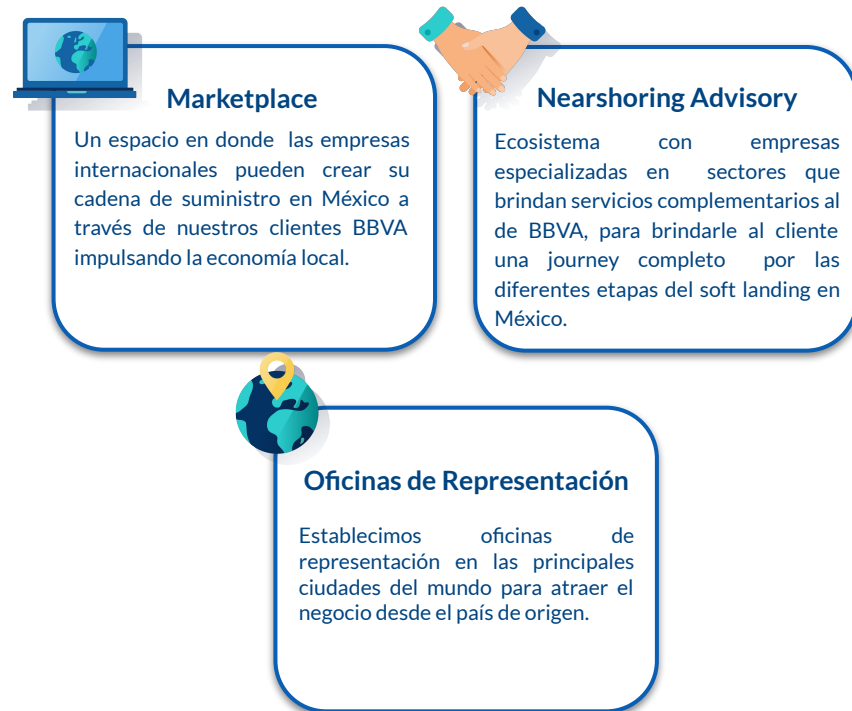 Marketplace
Un espacio en donde las empresas
internacionales pueden crear su
cadena de suministro en México a
través de nuestros clientes BBVA
impulsando la economía local.
Nearshoring Advisory
Ecosistema con empresas
especializadas en sectores que
brindan servicios complementarios al
de BBVA, para brindarle al cliente
una journey completo por las
diferentes etapas del soft landing en
México.
Oficinas de Representación
Establecimos oficinas de
representación en las principales
ciudades del mundo para atraer el
negocio desde el país de origen.